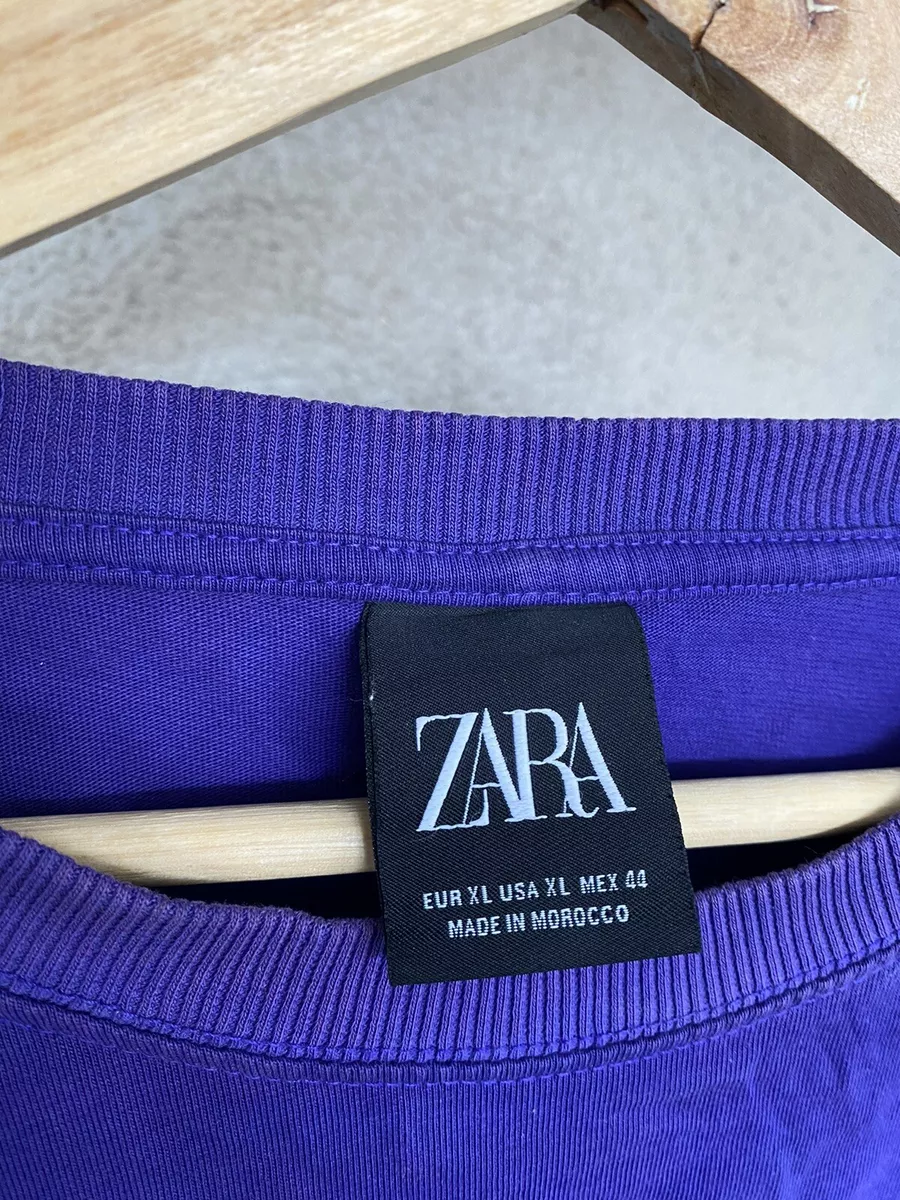 ZARA
EUR XL USA XL MEX 44
MADE IN MOROCCO